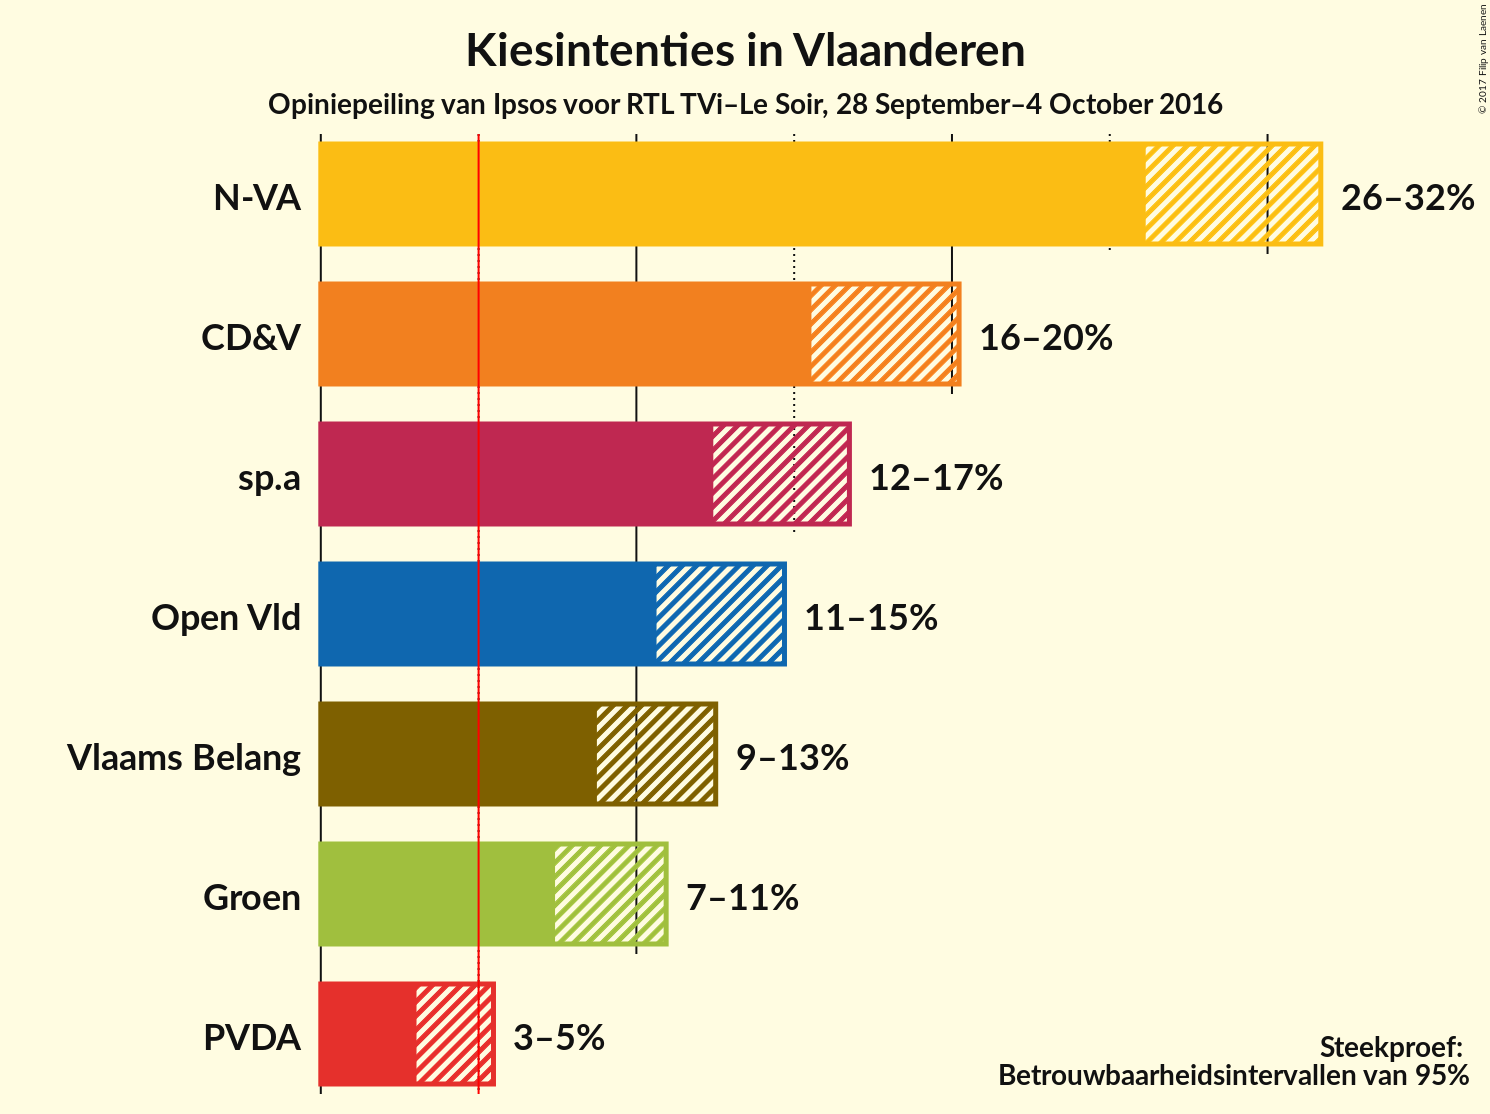 Kiesintenties in Vlaanderen
Opiniepeiling van Ipsos voor RTL TVi–Le Soir, 28 September–4 October 2016
© 2017 Filip van Laenen
N-VA 26–32%
CD&V 16–20%
sp.a 12–17%
Open Vld 11–15%
Vlaams Belang 9–13%
Groen 7–11%
PVDA 3–5%
Steekproef:
Betrouwbaarheidsintervallen van 95%